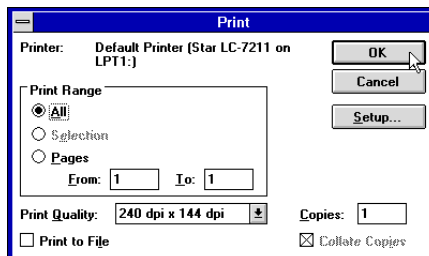 Print
Printer: Default Printer (Star LC-7211 on
LPT1:)
OK
Cancel
Setup...
Print Range
All
Selection
Pages
From: 1 To: 1
Print Quality: 240 dpi x 144 dpi
Copies: 1
Print to File
Collate Copies